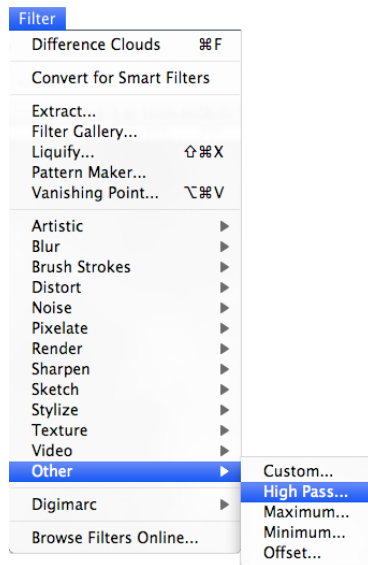 Filter
Difference Clouds ⌘F
Convert for Smart Filters
Extract...
Filter Gallery...
Liquify... ⇧⌘X
Pattern Maker...
Vanishing Point... ⌥⌘V
Artistic
Blur
Brush Strokes
Distort
Noise
Pixelate
Render
Sharpen
Sketch
Stylize
Texture
Video
Other
Custom...
High Pass...
Maximum...
Minimum...
Offset...
Digimarc
Browse Filters Online...